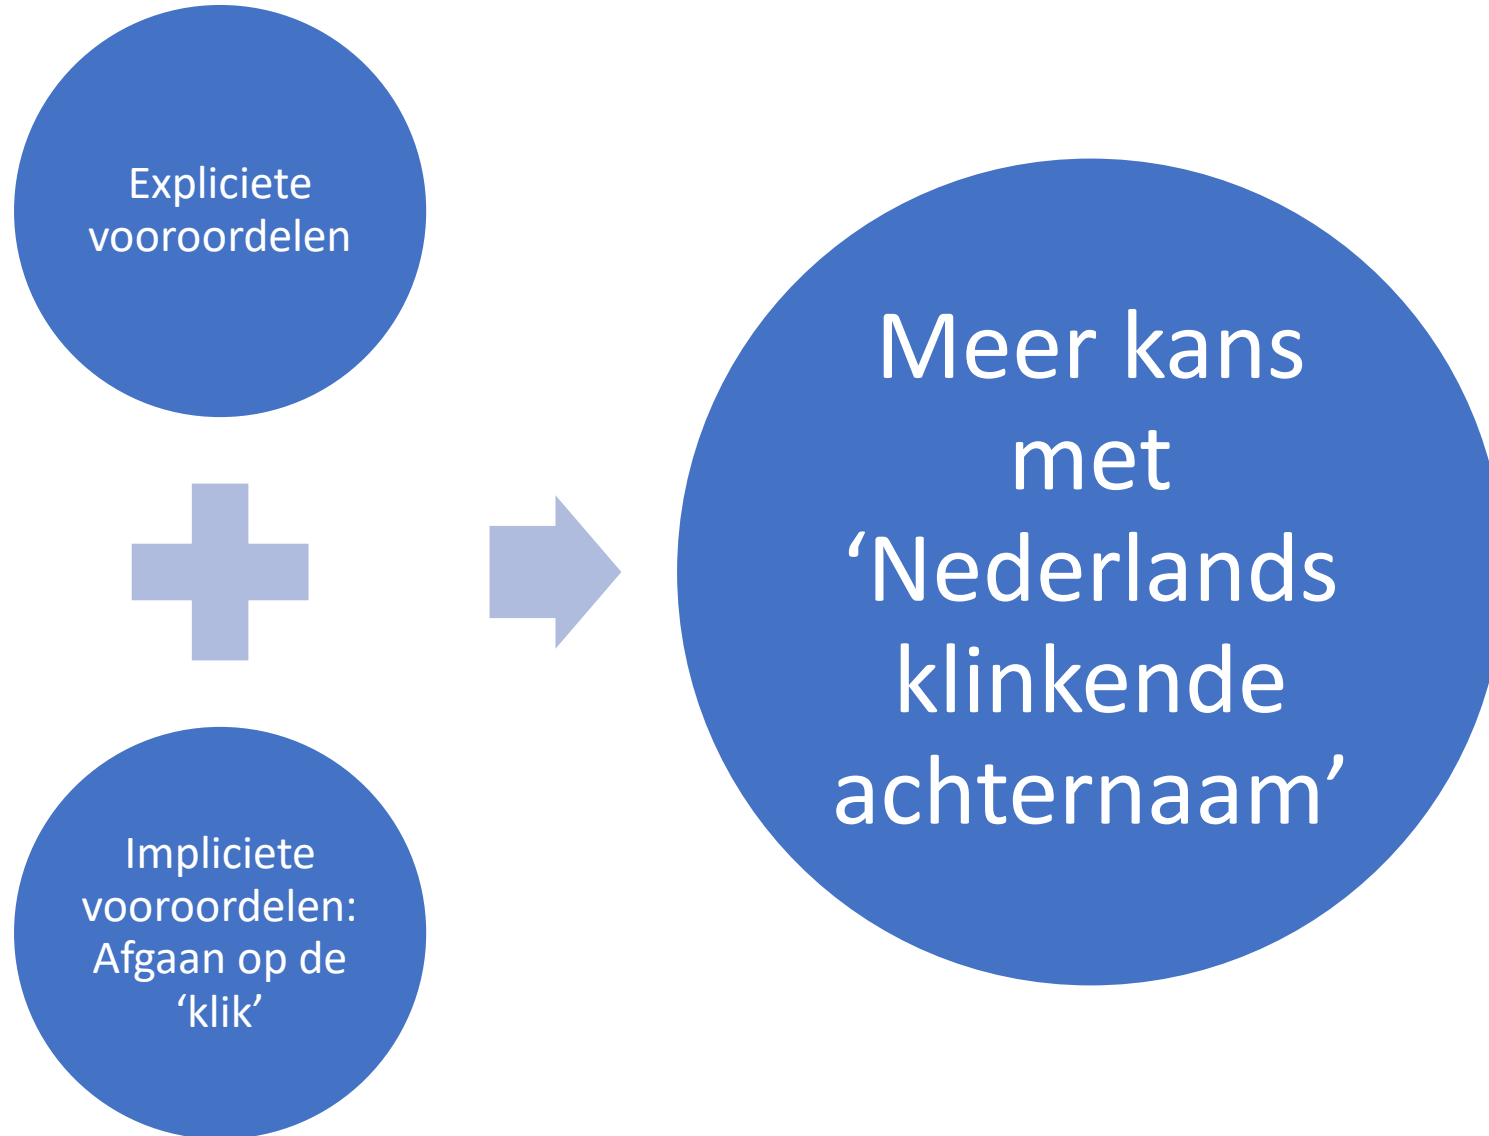 Expliciete
vooroordelen
Impliciete
vooroordelen:
Afgaan op de
‘klik’
Meer kans
met
‘Nederlands
klinkende
achternaam’